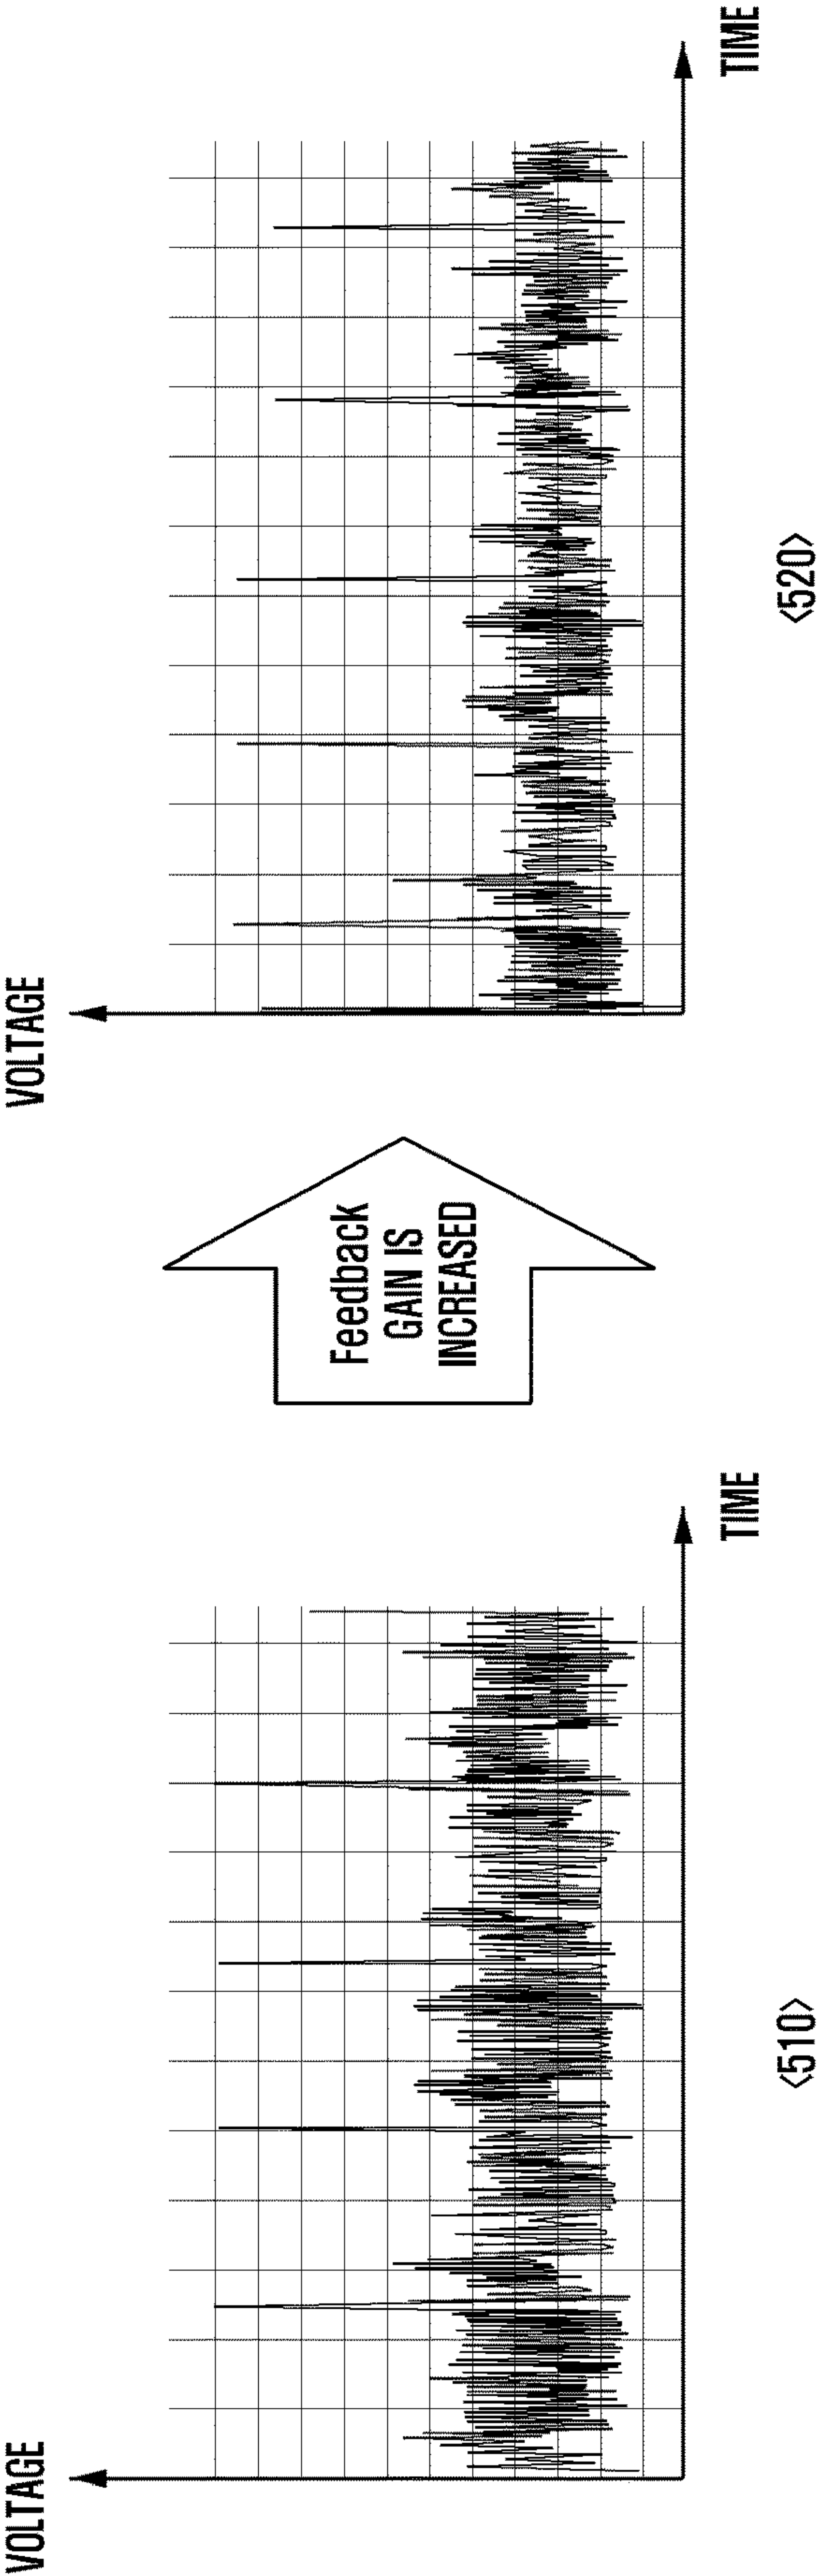 VOLTAGE
TIME
<510>
Feedback
GAIN IS
INCREASED
VOLTAGE
TIME
<520>